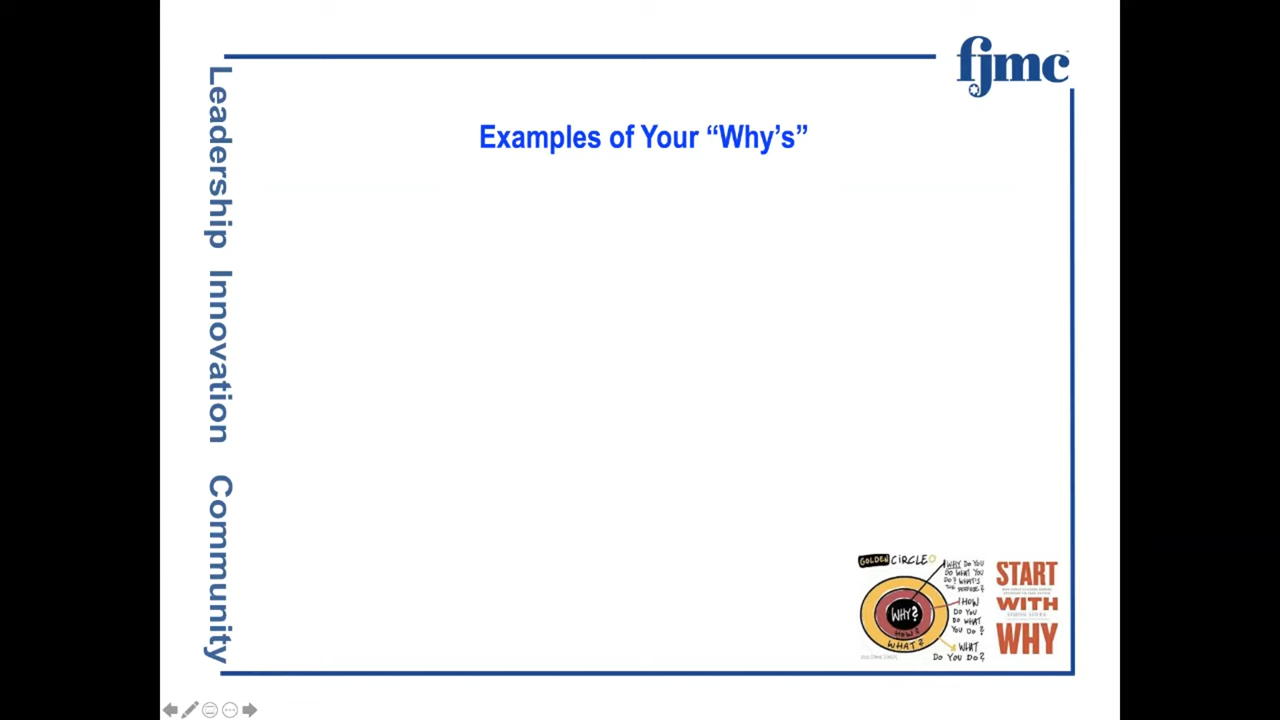 fjmc
Leadership Innovation Community
Examples of Your “Why’s”
GOLDEN CIRCLE
WHY DO YOU
DO WHAT YOU
DO? WHAT'S
THE PURPOSE?
HOW
DO YOU
DO WHAT
YOU DO?
WHAT
DO YOU DO?
WHY?
HOW?
WHAT?
START
WITH
WHY